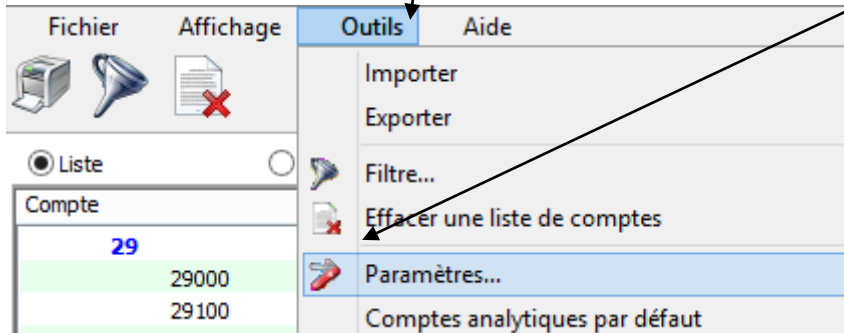 Fichier Affichage Outils Aide
Importer
Exporter
Liste
Filtre...
Compte
Effacer une liste de comptes
29
29000
Paramètres...
29100
Comptes analytiques par défaut